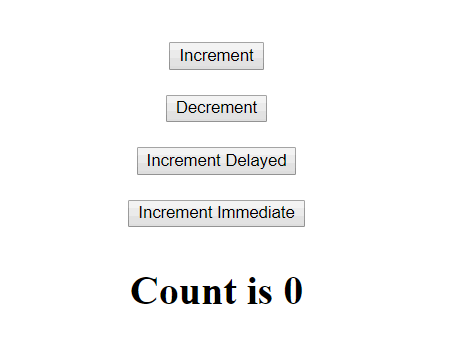 Increment
Decrement
Increment Delayed
Increment Immediate
Count is 0